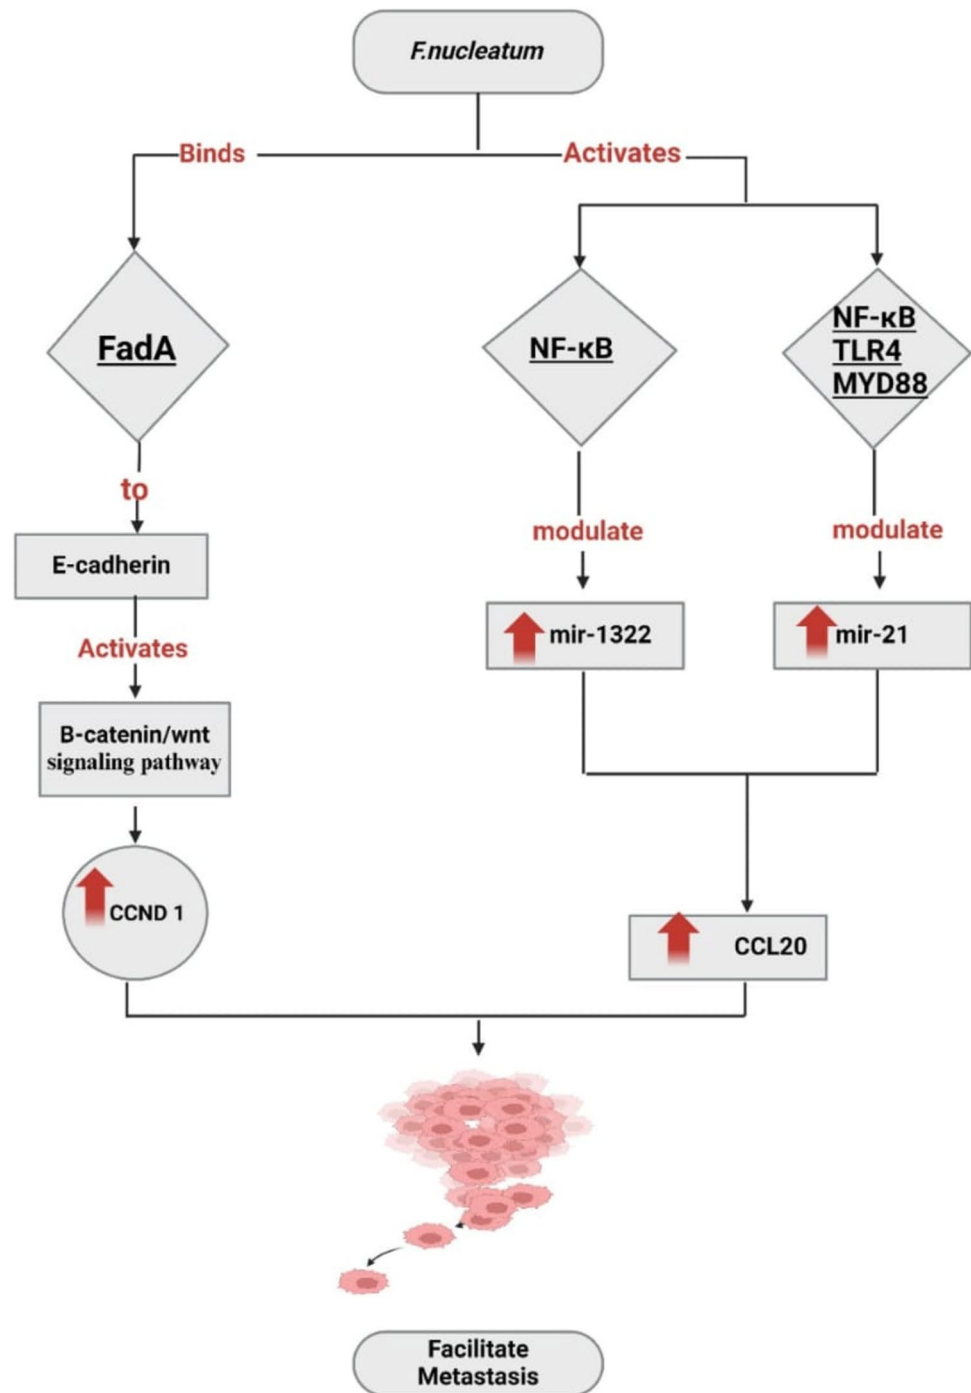 F.nucleatum
Binds
Activates
FadA
NF-κB
NF-κB
TLR4
MYD88
to
modulate
modulate
E-cadherin
mir-1322
mir-21
Activates
B-catenin/wnt
signaling pathway
CCND 1
CCL20
Facilitate
Metastasis